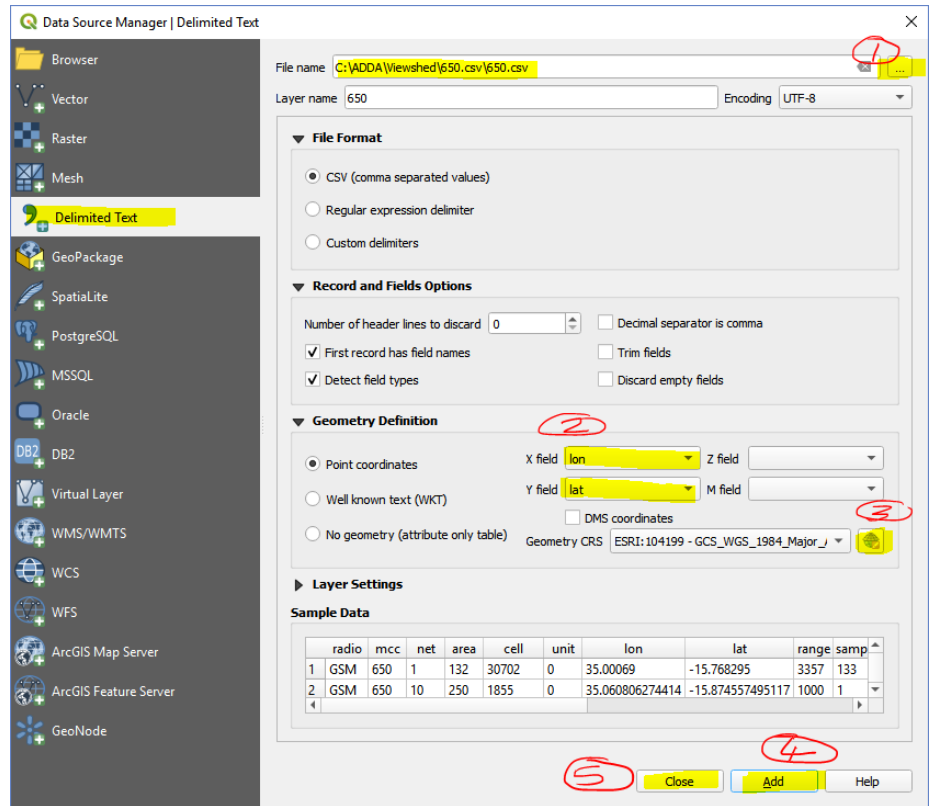 Data Source Manager | Delimited Text
Browser
Vector
Raster
Mesh
Delimited Text
GeoPackage
SpatiaLite
PostgreSQL
MSSQL
Oracle
DB2 DB2
Virtual Layer
WMS/WMTS
WCS
WFS
ArcGIS Map Server
ArcGIS Feature Server
GeoNode
1
File name C:\ADDA\Viewshed\650.csv\650.csv ...
Layer name 650 Encoding UTF-8
File Format
CSV (comma separated values)
Regular expression delimiter
Custom delimiters
Record and Fields Options
Number of header lines to discard 0 Decimal separator is comma
First record has field names Trim fields
Detect field types Discard empty fields
Geometry Definition 2
Point coordinates X field lon Z field
Well known text (WKT) Y field lat M field
DMS coordinates 3
No geometry (attribute only table) Geometry CRS ESRI:104199 - GCS_WGS_1984_Major_
Layer Settings
Sample Data
radio mcc net area cell unit lon lat range samp
1 GSM 650 1 132 30702 0 35.00069 -15.768295 3357 133
2 GSM 650 10 250 1855 0 35.060806274414 -15.874557495117 1000 1
4
5 Close Add Help